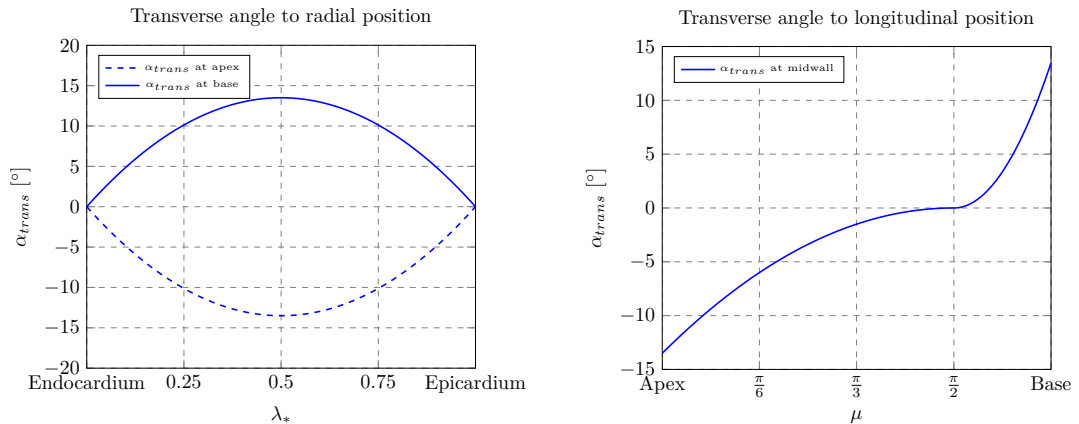 Transverse angle to radial position
20
15
10
5
0
−5
−10
−15
−20
α_trans [°]
α_trans at apex
α_trans at base
Endocardium 0.25 0.5 0.75 Epicardium
λ_*
Transverse angle to longitudinal position
15
10
5
0
−5
−10
−15
α_trans [°]
α_trans at midwall
Apex π/6 π/3 π/2 Base
μ